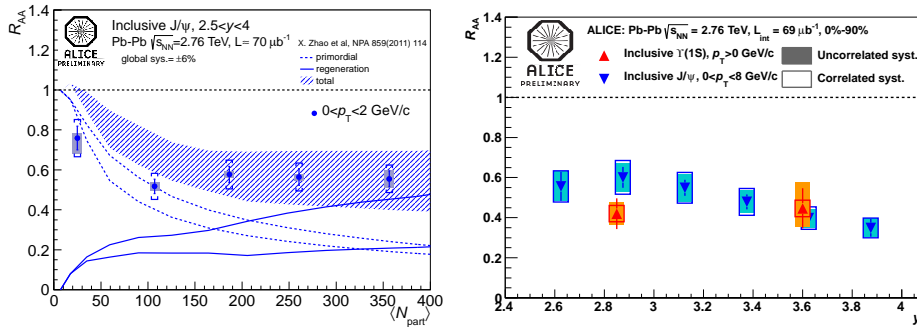 R_AA
1.4
1.2
1
0.8
0.6
0.4
0.2
0
0 50 100 150 200 250 300 350 400
⟨N_part⟩
ALICE
PRELIMINARY
Inclusive J/ψ, 2.5<y<4
Pb-Pb √s_NN=2.76 TeV, L= 70 μb⁻¹
global sys.= ±6%
X. Zhao et al, NPA 859(2011) 114
primordial
regeneration
total
0<p_T<2 GeV/c
R_AA
1.4
1.2
1
0.8
0.6
0.4
0.2
0
2.4 2.6 2.8 3 3.2 3.4 3.6 3.8 4
y
ALICE
PRELIMINARY
ALICE: Pb-Pb √s_NN = 2.76 TeV, L_int = 69 μb⁻¹, 0%-90%
Inclusive ϒ(1S), p_T>0 GeV/c
Uncorrelated syst.
Inclusive J/ψ, 0<p_T<8 GeV/c
Correlated syst.